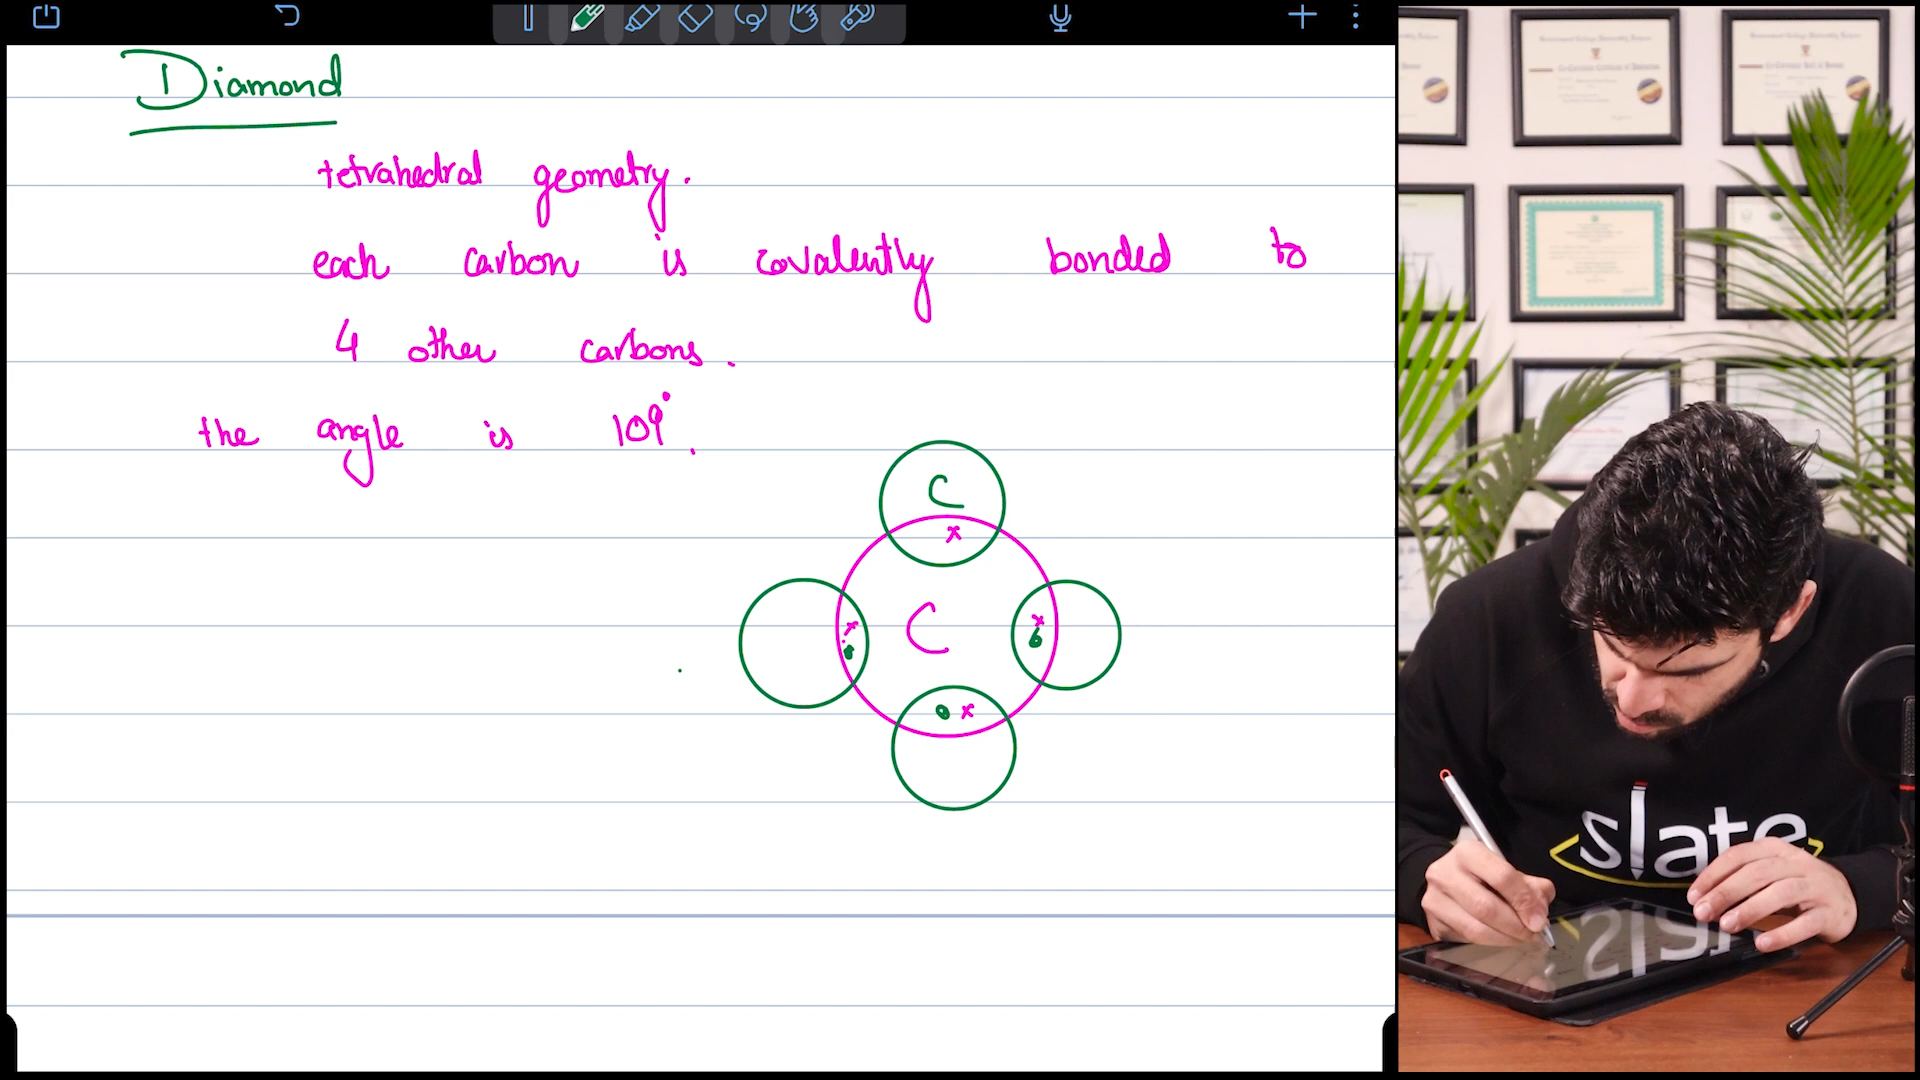 Diamond
tetrahedral geometry.
each carbon is covalently bonded to
4 other carbons.
the angle is 109°.
C
x
x
x
C
x
slate